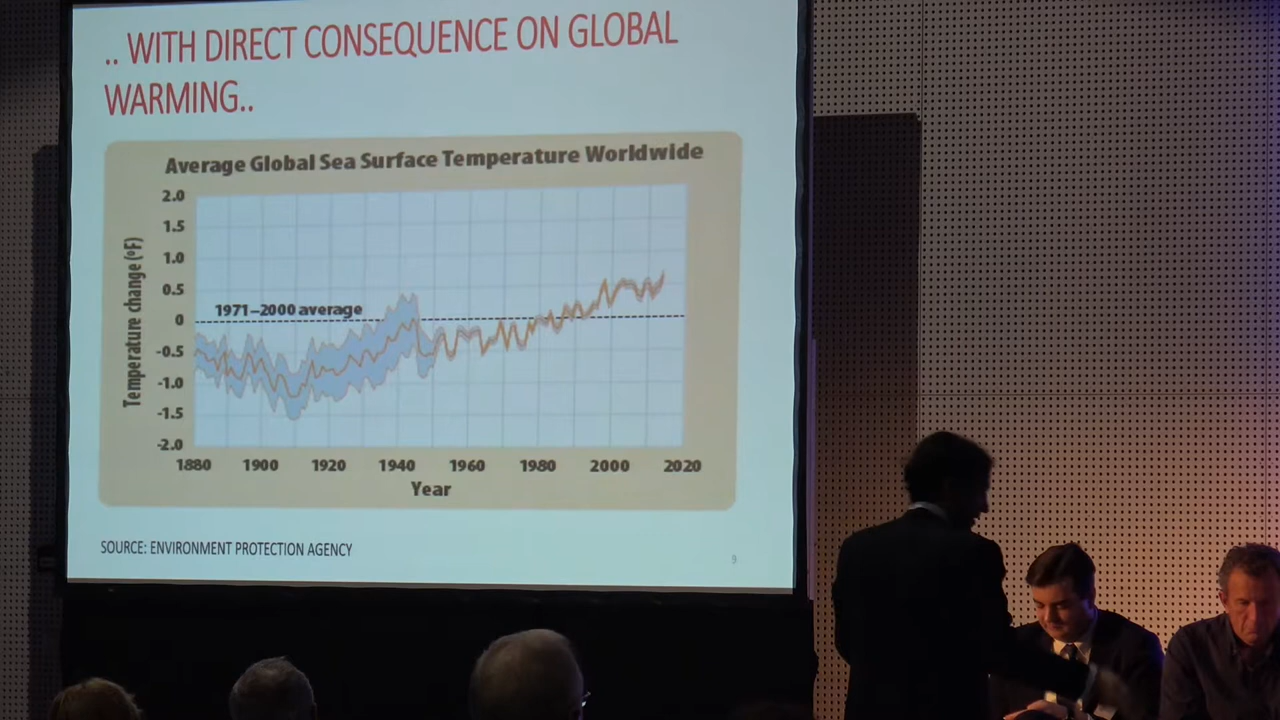 .. WITH DIRECT CONSEQUENCE ON GLOBAL
WARMING..
Average Global Sea Surface Temperature Worldwide
2.0
1.5
1.0
0.5
0
-0.5
-1.0
-1.5
-2.0
Temperature change (ºF)
1971–2000 average
1880 1900 1920 1940 1960 1980 2000 2020
Year
SOURCE: ENVIRONMENT PROTECTION AGENCY
9